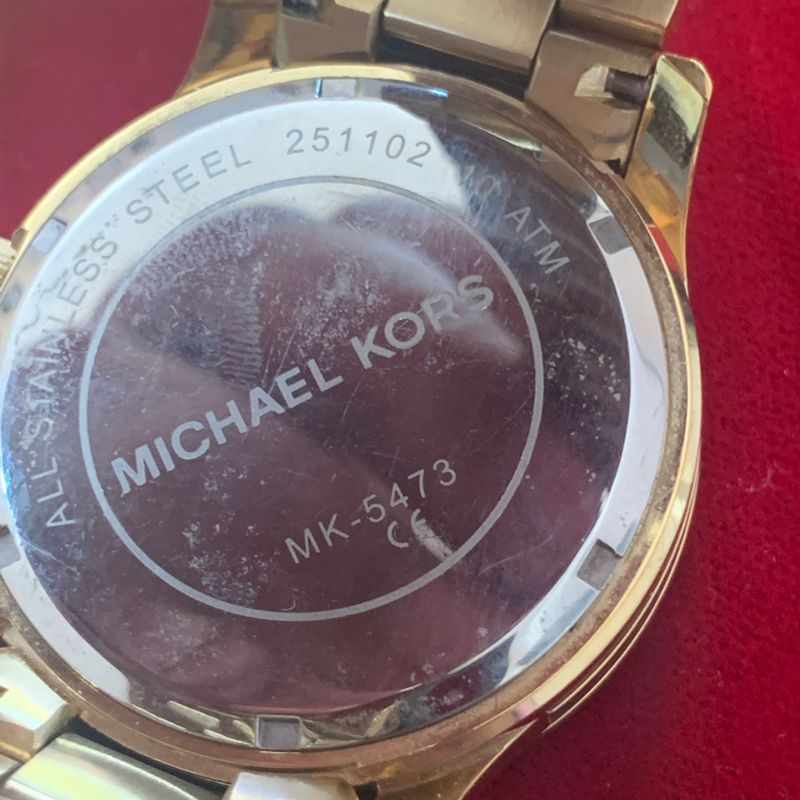 ALL STAINLESS STEEL 251102 10 ATM
MICHAEL KORS
MK-5473
CE